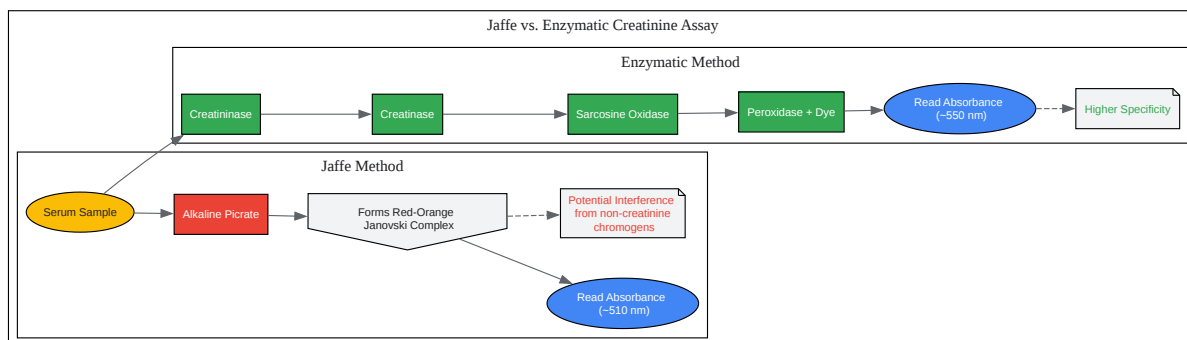 Jaffe vs. Enzymatic Creatinine Assay
Enzymatic Method
Creatininase
Creatinase
Sarcosine Oxidase
Peroxidase + Dye
Read Absorbance
(~550 nm)
Higher Specificity
Jaffe Method
Serum Sample
Alkaline Picrate
Forms Red-Orange
Janovski Complex
Potential Interference
from non-creatinine
chromogens
Read Absorbance
(~510 nm)